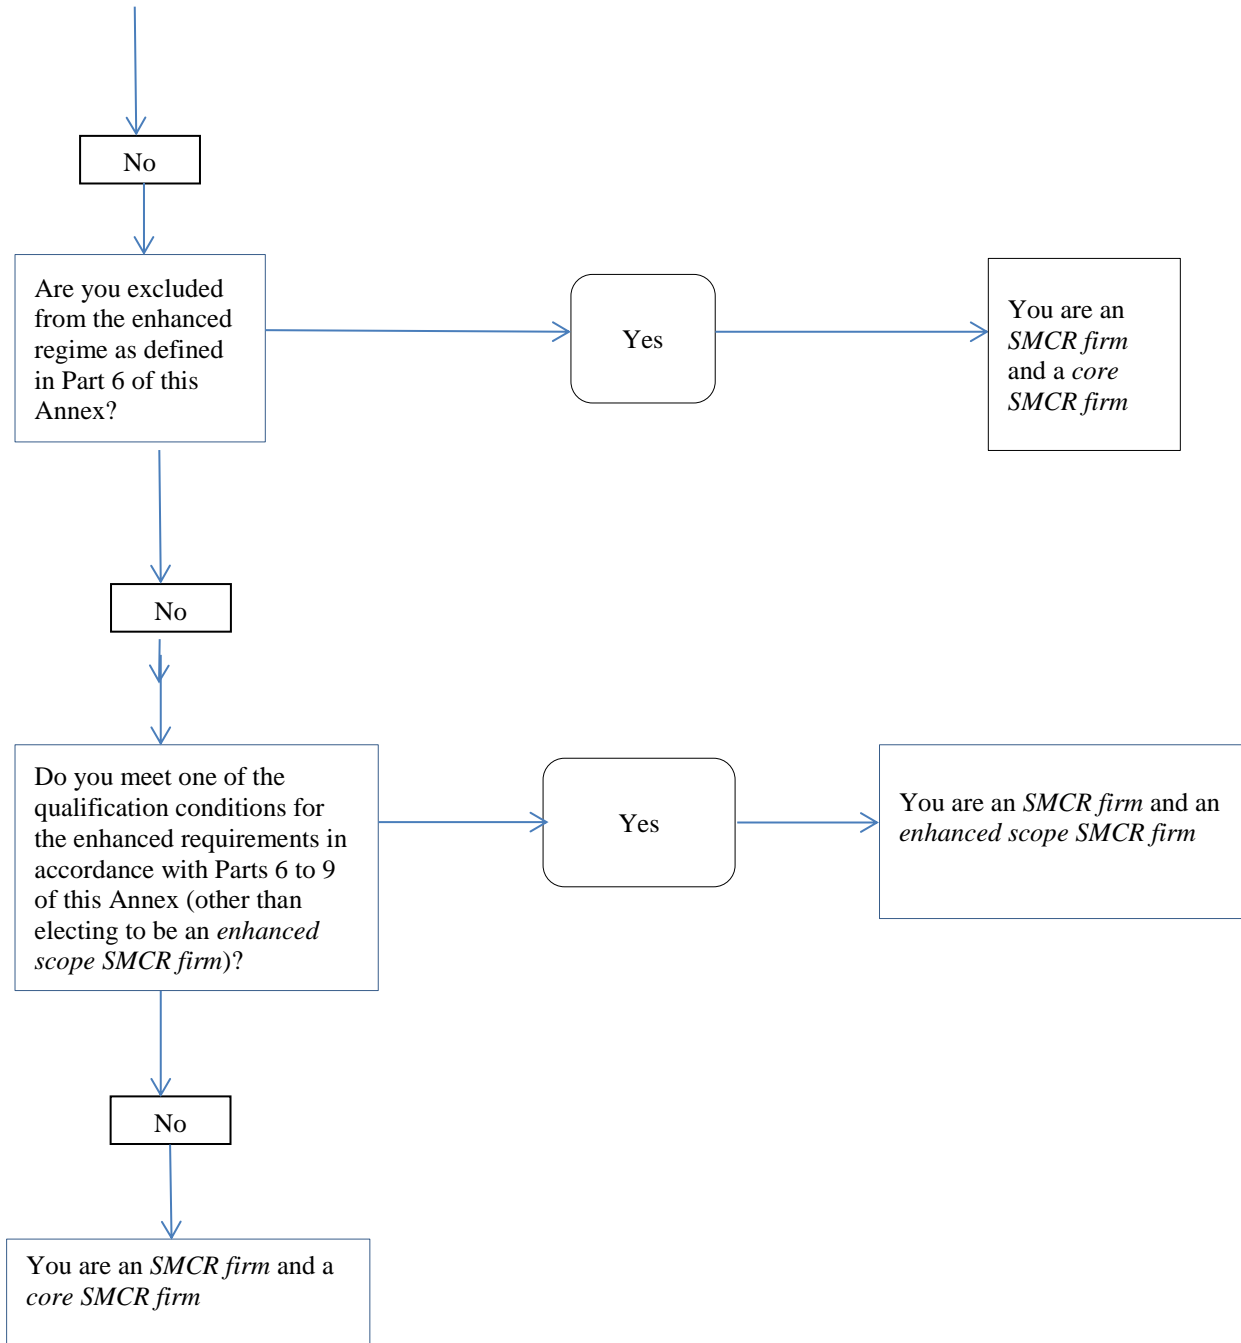 No
Are you excluded
from the enhanced
regime as defined
in Part 6 of this
Annex?
Yes
You are an
SMCR firm
and a core
SMCR firm
No
Do you meet one of the
qualification conditions for
the enhanced requirements in
accordance with Parts 6 to 9
of this Annex (other than
electing to be an enhanced
scope SMCR firm)?
Yes
You are an SMCR firm and an
enhanced scope SMCR firm
No
You are an SMCR firm and a
core SMCR firm